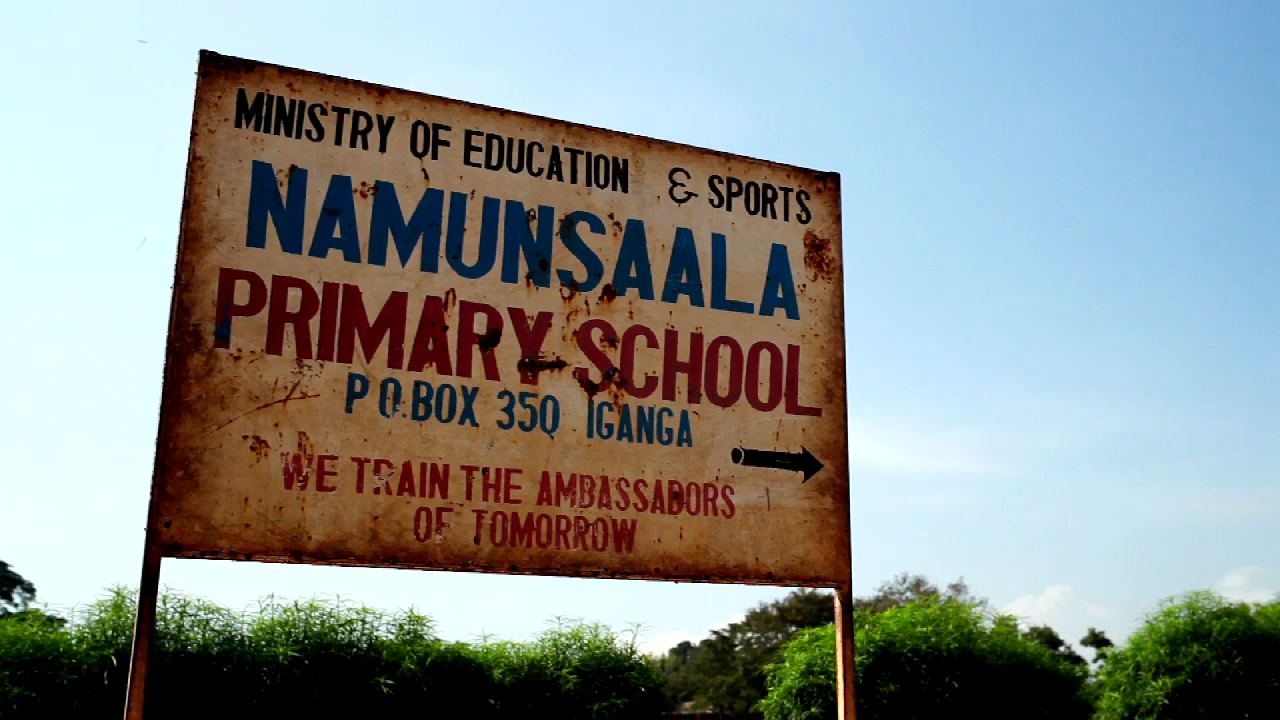 MINISTRY OF EDUCATION & SPORTS
NAMUNSAALA
PRIMARY SCHOOL
P O.BOX 350 IGANGA
WE TRAIN THE AMBASSADORS
OF TOMORROW